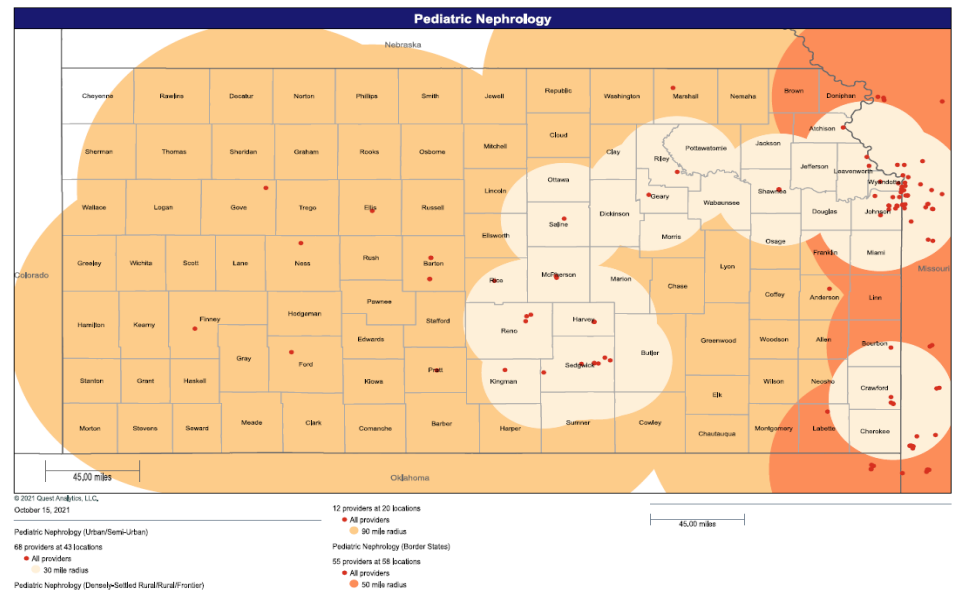 Pediatric Nephrology
Nebraska
Cheyenne Rawlins Decatur Norton Phillips Smith Jewell Republic Washington Marshall Nemaha Brown Doniphan
Cloud
Atchison
Sherman Thomas Sheridan Graham Rooks Osborne Mitchell Clay Riley Pottawatomie Jackson Jefferson Leavenworth
Wyandotte
Ottawa
Lincoln
Wallace Logan Gove Trego Ellis Russell Saline Dickinson Geary Wabaunsee Shawnee Douglas Johnson
Ellsworth Morris Osage
Greeley Wichita Scott Lane Ness Rush Barton Rice McPherson Marion Lyon Franklin Miami
Colorado
Missouri
Chase
Coffey Anderson Linn
Pawnee
Hamilton Kearny Finney Hodgeman Stafford Reno Harvey
Edwards
Gray Ford Butler Greenwood Woodson Allen Bourbon
Sedgwick
Stanton Grant Haskell Kiowa Pratt Kingman Wilson Neosho Crawford
Elk
Morton Stevens Seward Meade Clark Comanche Barber Harper Sumner Cowley Chautauqua Montgomery Labette Cherokee
45.00 miles
Oklahoma
© 2021 Quest Analytics, LLC.
October 15, 2021
Pediatric Nephrology (Urban/Semi-Urban)
68 providers at 43 locations
All providers
30 mile radius
Pediatric Nephrology (Densely-Settled Rural/Rural/Frontier)
12 providers at 20 locations
All providers
90 mile radius
Pediatric Nephrology (Border States)
55 providers at 58 locations
All providers
50 mile radius
45.00 miles